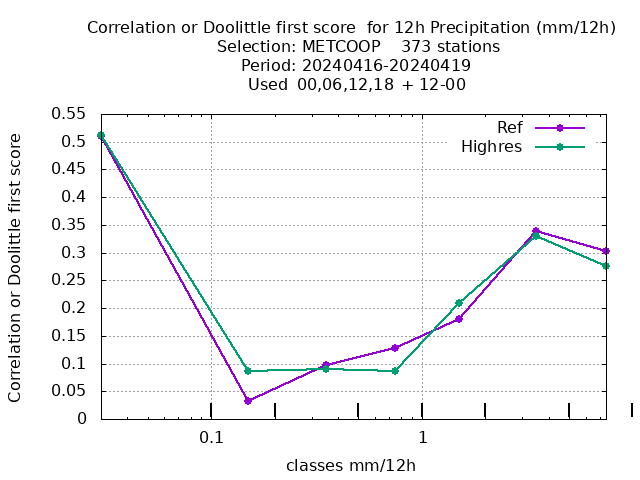 Correlation or Doolittle first score  for 12h Precipitation (mm/12h)
Selection: METCOOP    373 stations
Period: 20240416-20240419
Used  00,06,12,18 + 12-00
Correlation or Doolittle first score
0.55
0.5
0.45
0.4
0.35
0.3
0.25
0.2
0.15
0.1
0.05
0
Ref
Highres
0.1
1
classes mm/12h